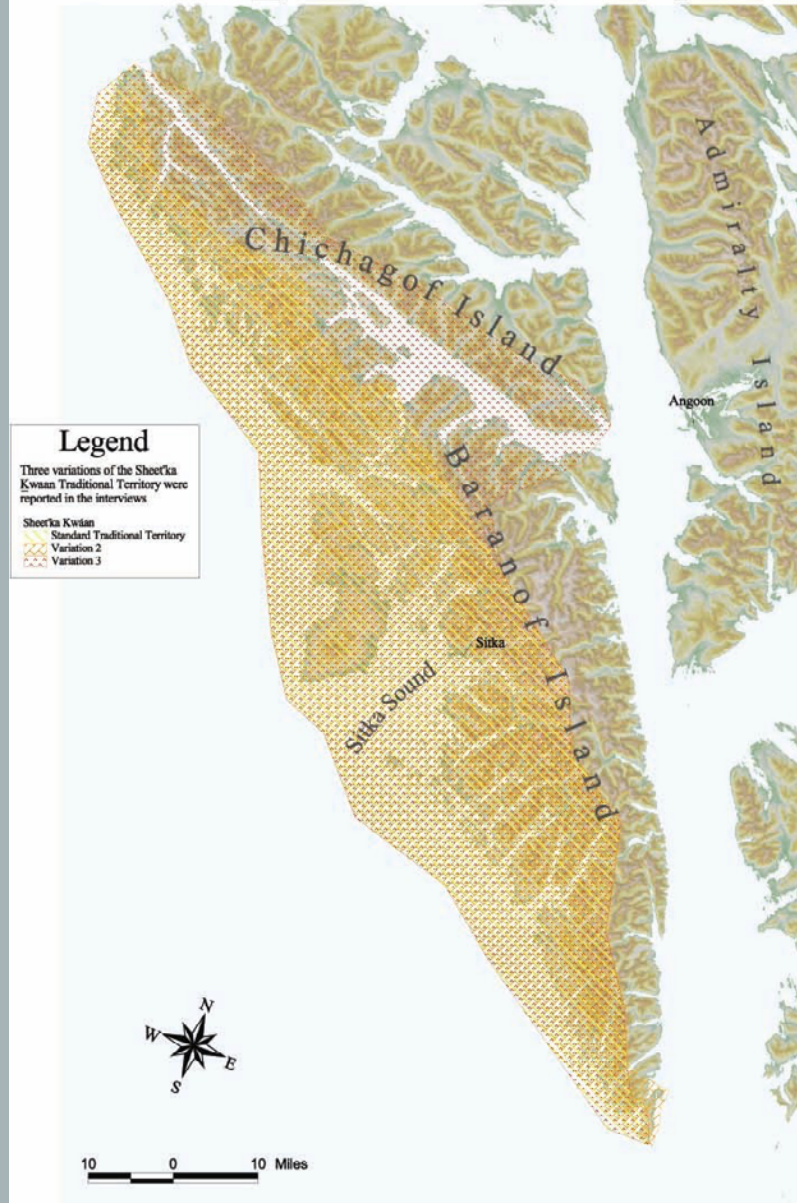 Chichagof Island
Admiralty Island
Angoon
Legend
Three variations of the Sheet'ka
Kwaan Traditional Territory were
reported in the interviews
Sheet'ka Kwáan
Standard Traditional Territory
Variation 2
Variation 3
Baranof Island
Sitka
Sitka Sound
N
W
E
S
10 0 10 Miles